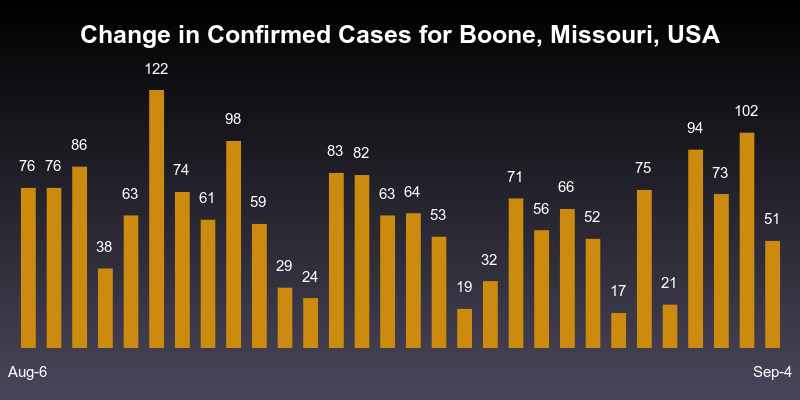 Change in Confirmed Cases for Boone, Missouri, USA
76 76 86 38 63 122 74 61 98 59 29 24 83 82 63 64 53 19 32 71 56 66 52 17 75 21 94 73 102 51
Aug-6 Sep-4